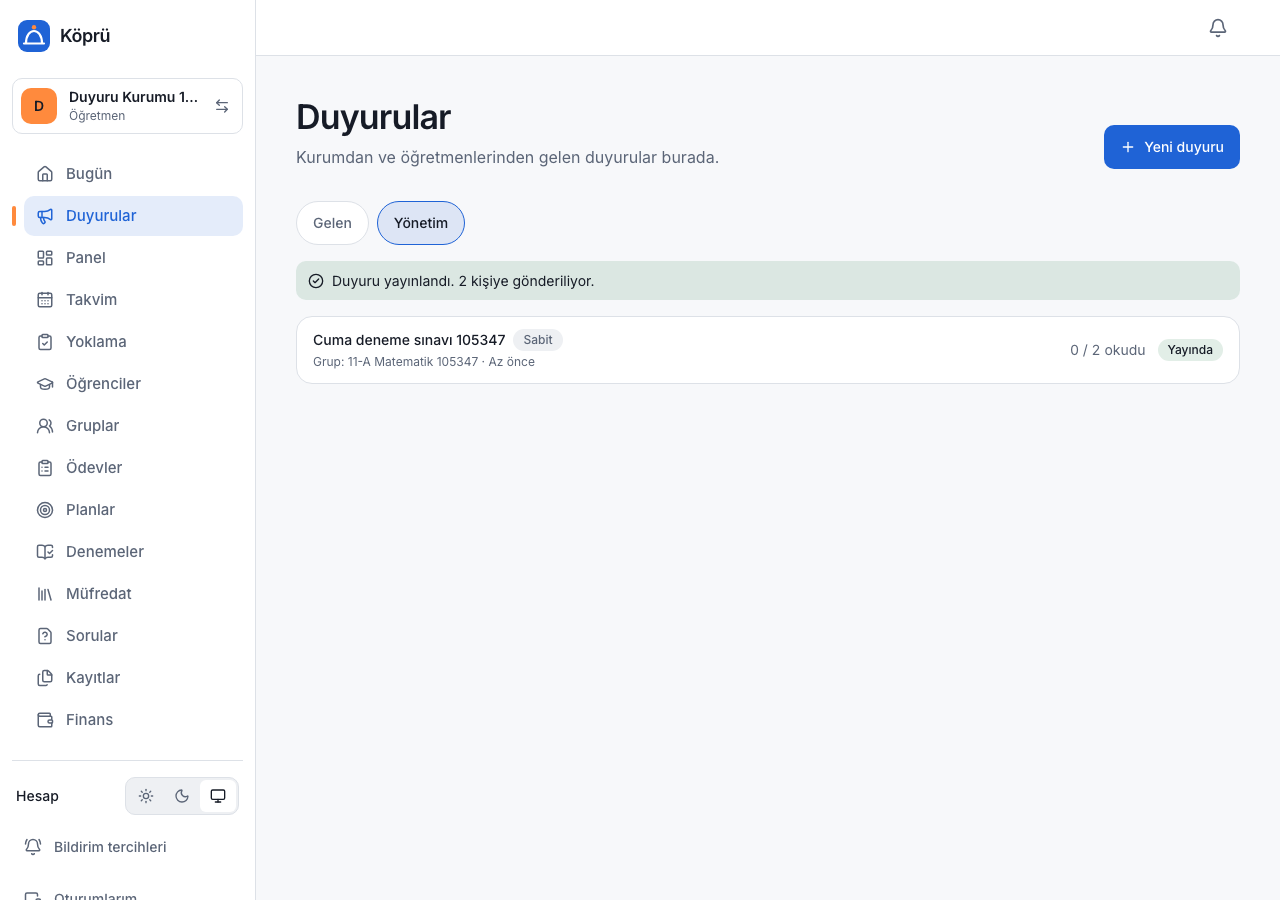 Köprü
D
Duyuru Kurumu 1...
Öğretmen
Bugün
Duyurular
Panel
Takvim
Yoklama
Öğrenciler
Gruplar
Ödevler
Planlar
Denemeler
Müfredat
Sorular
Kayıtlar
Finans
Hesap
Bildirim tercihleri
Oturumlarım
Duyurular
Kurumdan ve öğretmenlerinden gelen duyurular burada.
Yeni duyuru
Gelen
Yönetim
Duyuru yayınlandı. 2 kişiye gönderiliyor.
Cuma deneme sınavı 105347 Sabit
Grup: 11-A Matematik 105347 · Az önce
0 / 2 okudu Yayında